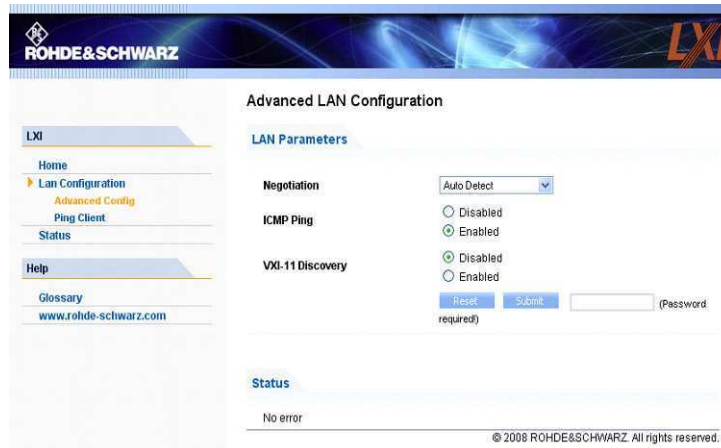 ROHDE&SCHWARZ
LXI
Advanced LAN Configuration
LXI
Home
Lan Configuration
Advanced Config
Ping Client
Status
Help
Glossary
www.rohde-schwarz.com
LAN Parameters
Negotiation
Auto Detect
ICMP Ping
Disabled
Enabled
VXI-11 Discovery
Disabled
Enabled
Reset
Submit
(Password
required!)
Status
No error
© 2008 ROHDE&SCHWARZ. All rights reserved.